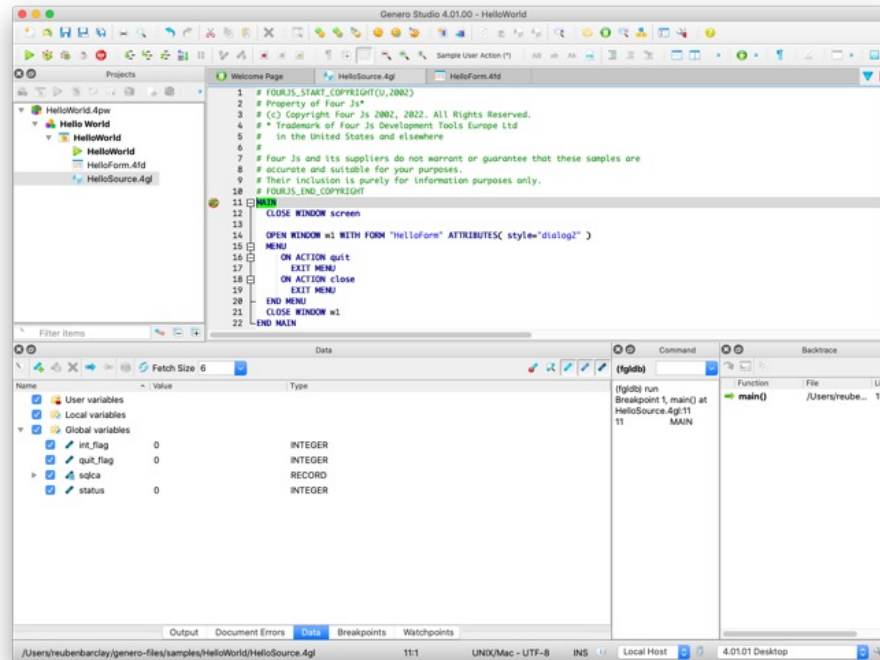 Genero Studio 4.01.00 - HelloWorld
Sample User Action (*)
Projects
HelloWorld.4pw
Hello World
HelloWorld
HelloWorld
HelloForm.4fd
HelloSource.4gl
Filter items
Welcome Page
HelloSource.4gl
HelloForm.4fd
1 # FOURJS_START_COPYRIGHT(U,2002)
2 # Property of Four Js*
3 # (c) Copyright Four Js 2002, 2022. All Rights Reserved.
4 # * Trademark of Four Js Development Tools Europe Ltd
5 #   in the United States and elsewhere
6 #
7 # Four Js and its suppliers do not warrant or guarantee that these samples are
8 # accurate and suitable for your purposes.
9 # Their inclusion is purely for information purposes only.
10 # FOURJS_END_COPYRIGHT
11 MAIN
12 CLOSE WINDOW screen
13
14 OPEN WINDOW w1 WITH FORM "HelloForm" ATTRIBUTES( style="dialog2" )
15 MENU
16 ON ACTION quit
17 EXIT MENU
18 ON ACTION close
19 EXIT MENU
20 END MENU
21 CLOSE WINDOW w1
22 END MAIN
Data
Fetch Size 6
Name Value Type
User variables
Local variables
Global variables
int_flag 0 INTEGER
quit_flag 0 INTEGER
sqlca RECORD
status 0 INTEGER
Output Document Errors Data Breakpoints Watchpoints
Command
(fgldb)
(fgldb) run
Breakpoint 1, main() at
HelloSource.4gl:11
11 MAIN
Backtrace
Function File
main() /Users/reube...
/Users/reubenbarclay/genero-files/samples/HelloWorld/HelloSource.4gl 11:1 UNIX/Mac - UTF-8 INS Local Host 4.01.01 Desktop